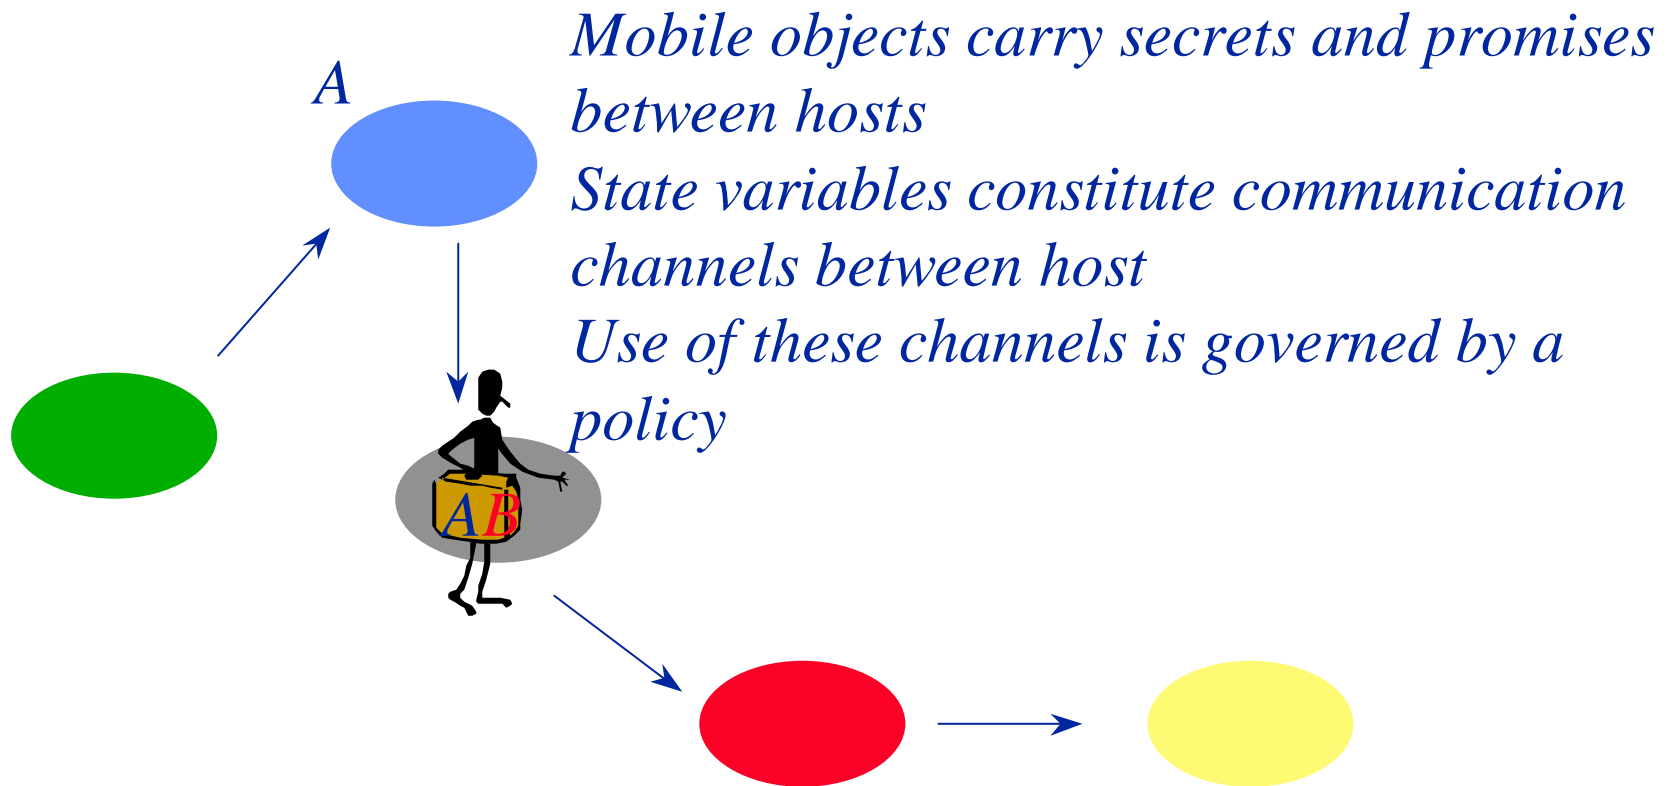 A
Mobile objects carry secrets and promises
between hosts
State variables constitute communication
channels between host
Use of these channels is governed by a
policy
AB